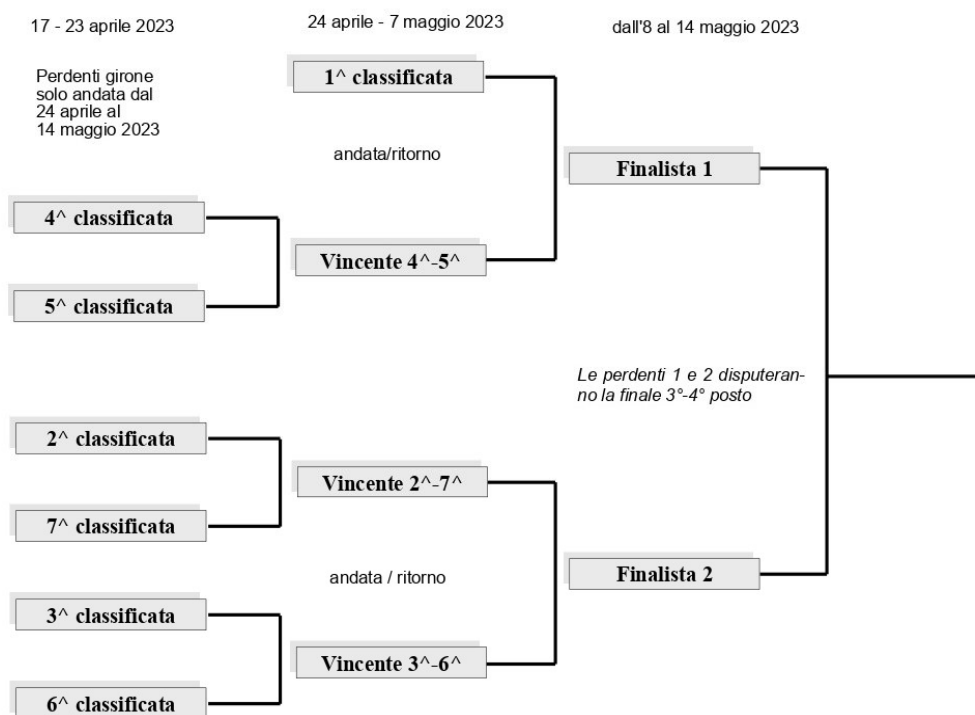 17 - 23 aprile 2023
24 aprile - 7 maggio 2023
dall'8 al 14 maggio 2023
Perdenti girone
solo andata dal
24 aprile al
14 maggio 2023
1^ classificata
andata/ritorno
Finalista 1
4^ classificata
Vincente 4^-5^
5^ classificata
Le perdenti 1 e 2 disputeran-
no la finale 3°-4° posto
2^ classificata
Vincente 2^-7^
7^ classificata
andata / ritorno
Finalista 2
3^ classificata
Vincente 3^-6^
6^ classificata